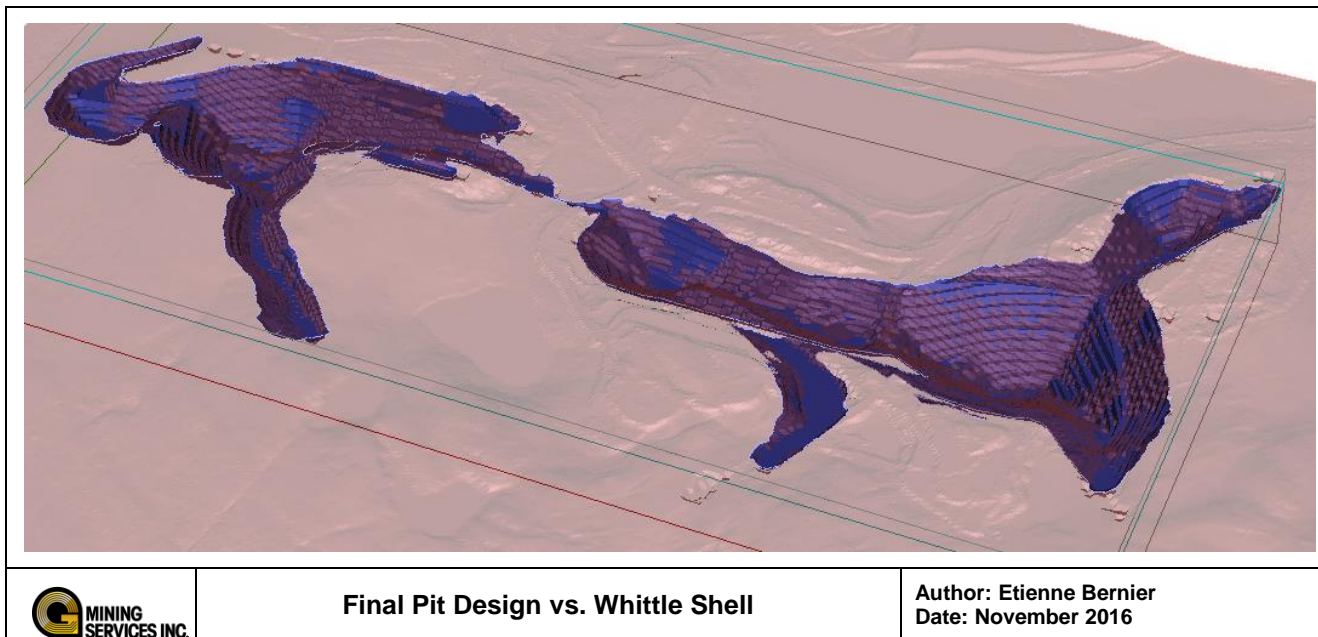 MINING
SERVICES INC.
Final Pit Design vs. Whittle Shell
Author: Etienne Bernier
Date: November 2016